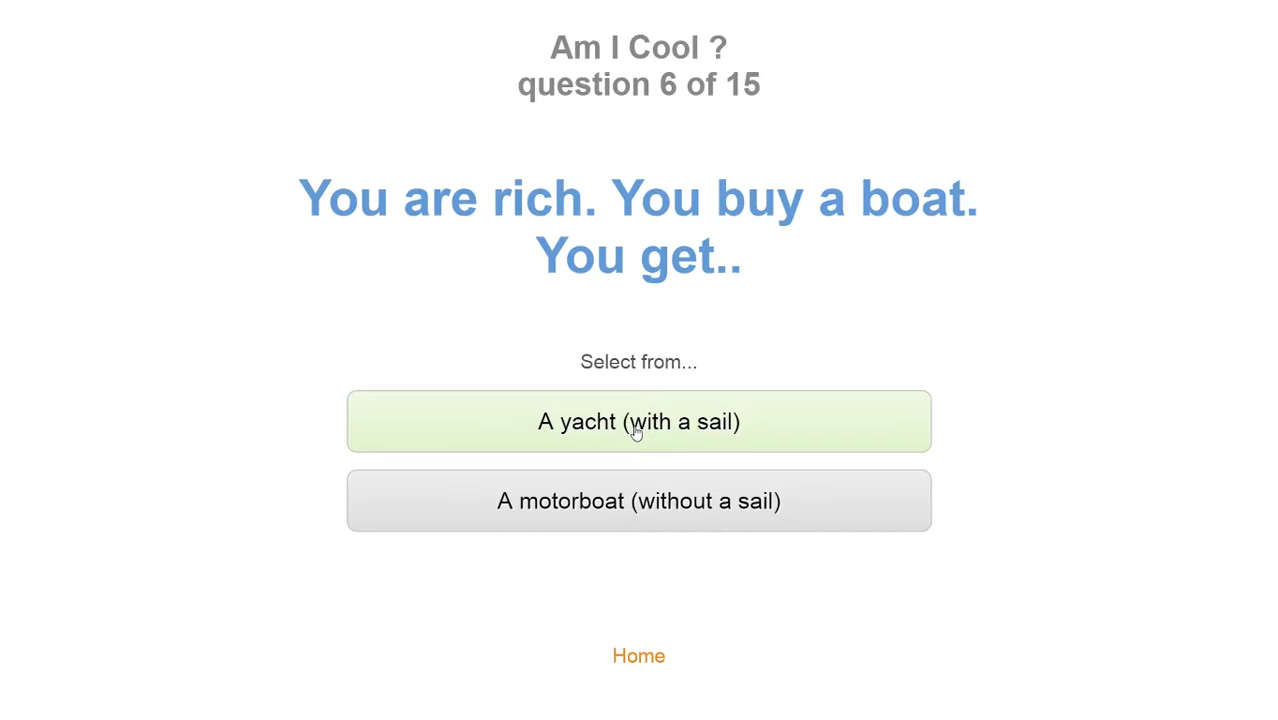 Am I Cool ?
question 6 of 15
You are rich. You buy a boat.
You get..
Select from...
A yacht (with a sail)
A motorboat (without a sail)
Home